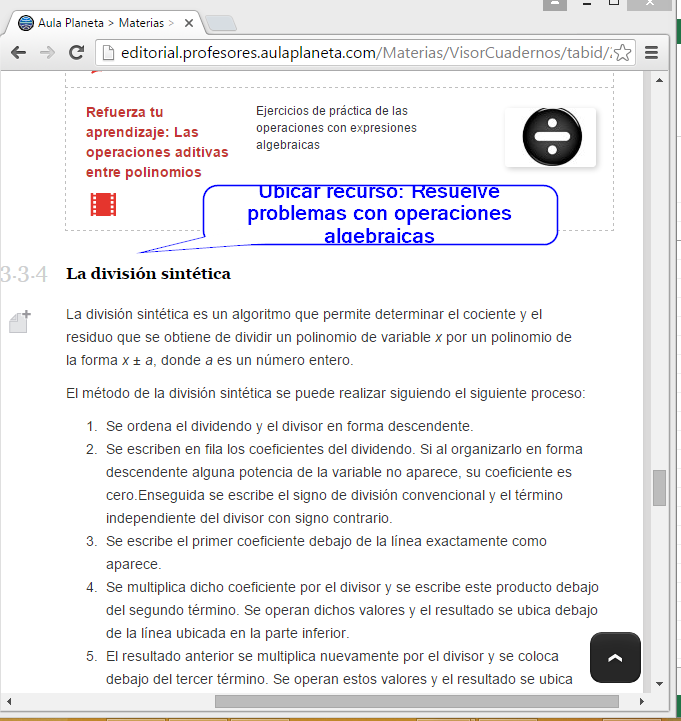 Aula Planeta > Materias >
editorial.profesores.aulaplaneta.com/Materias/VisorCuadernos/tabid/
Refuerza tu
aprendizaje: Las
operaciones aditivas
entre polinomios
Ejercicios de práctica de las
operaciones con expresiones
algebraicas
Ubicar recurso: Resuelve
problemas con operaciones
algebraicas
3.3.4 La división sintética
La división sintética es un algoritmo que permite determinar el cociente y el
residuo que se obtiene de dividir un polinomio de variable x por un polinomio de
la forma x ± a, donde a es un número entero.
El método de la división sintética se puede realizar siguiendo el siguiente proceso:
1. Se ordena el dividendo y el divisor en forma descendente.
2. Se escriben en fila los coeficientes del dividendo. Si al organizarlo en forma
descendente alguna potencia de la variable no aparece, su coeficiente es
cero.Enseguida se escribe el signo de división convencional y el término
independiente del divisor con signo contrario.
3. Se escribe el primer coeficiente debajo de la línea exactamente como
aparece.
4. Se multiplica dicho coeficiente por el divisor y se escribe este producto debajo
del segundo término. Se operan dichos valores y el resultado se ubica debajo
de la línea ubicada en la parte inferior.
5. El resultado anterior se multiplica nuevamente por el divisor y se coloca
debajo del tercer término. Se operan estos valores y el resultado se ubica